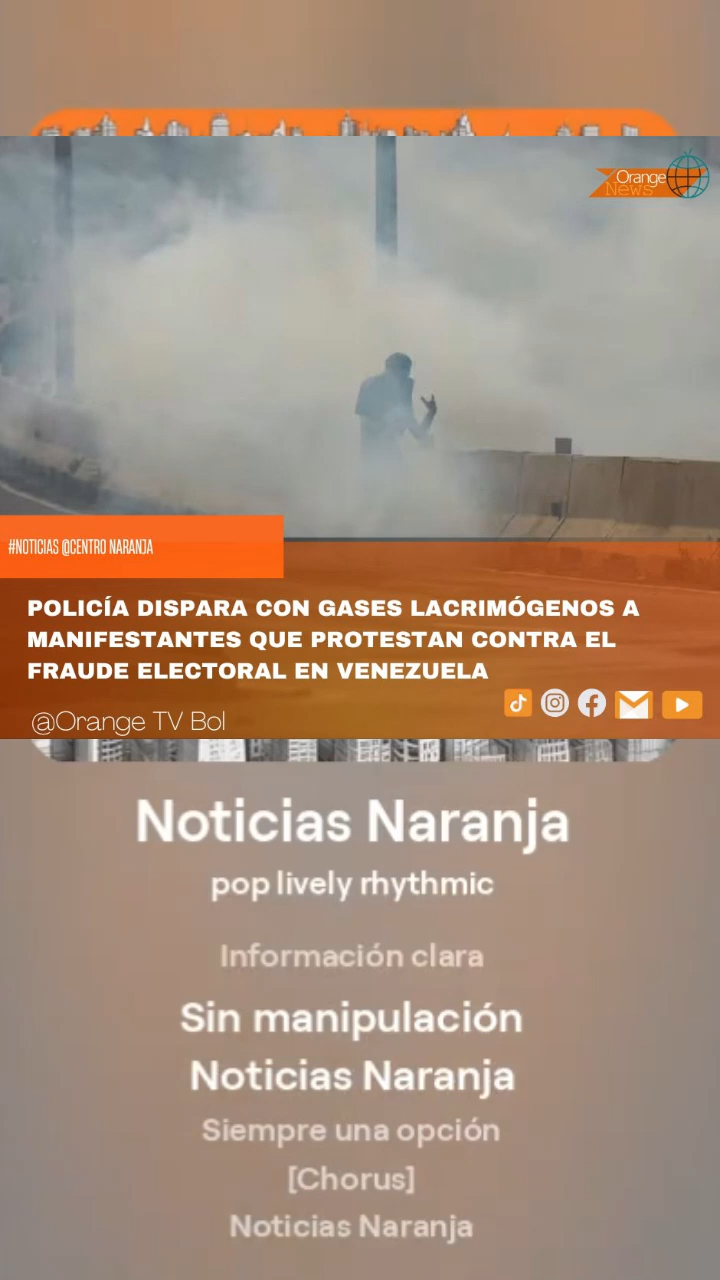 Orange
News
#NOTICIAS @CENTRO NARANJA
POLICÍA DISPARA CON GASES LACRIMÓGENOS A
MANIFESTANTES QUE PROTESTAN CONTRA EL
FRAUDE ELECTORAL EN VENEZUELA
@Orange TV Bol
Noticias Naranja
pop lively rhythmic
Información clara
Sin manipulación
Noticias Naranja
Siempre una opción
[Chorus]
Noticias Naranja